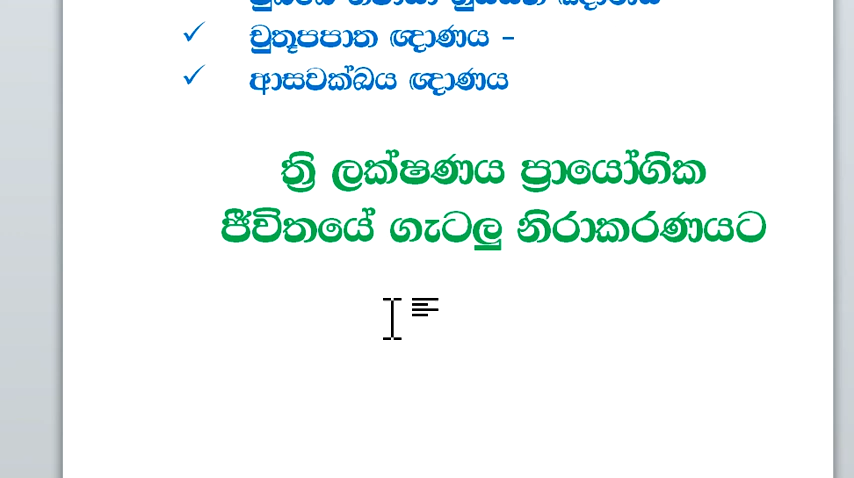 ✓ චුතූපපාත ඥාණය –
✓ ආසවක්ඛය ඥාණය
ත්‍රි ලක්ෂණය ප්‍රායෝගික
ජීවිතයේ ගැටලු නිරාකරණයට